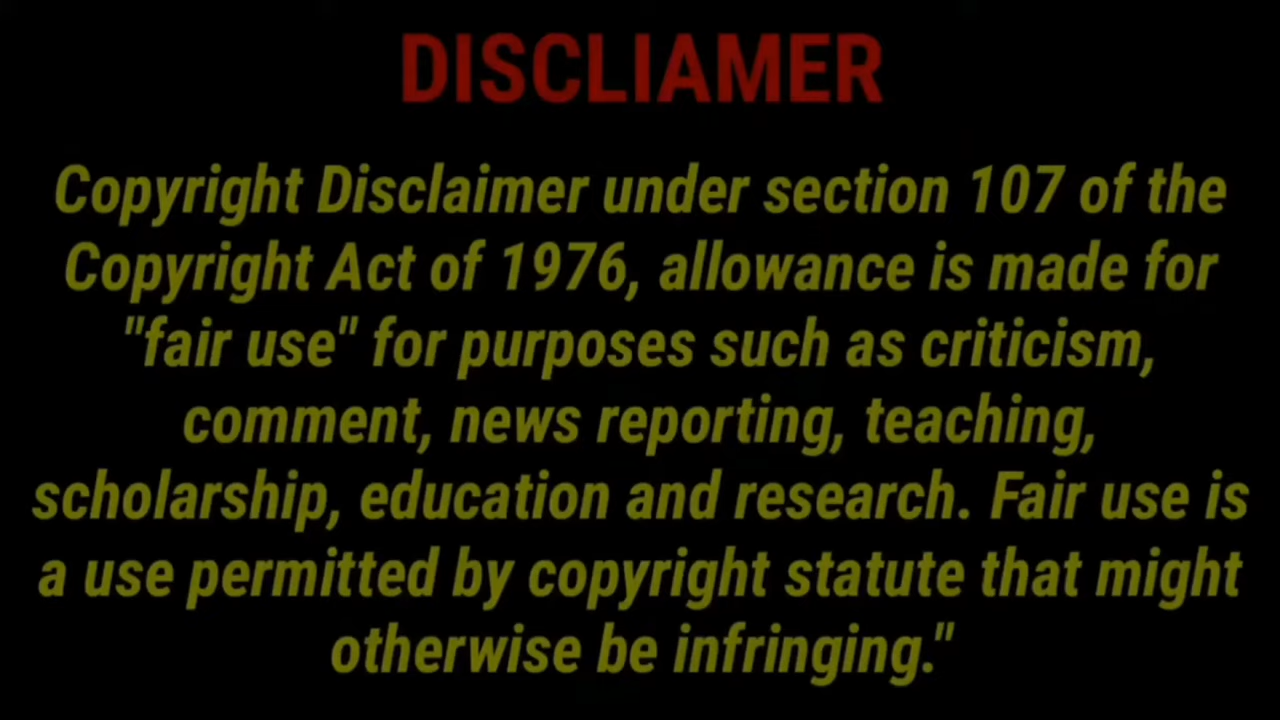 DISCLIAMER
Copyright Disclaimer under section 107 of the
Copyright Act of 1976, allowance is made for
"fair use" for purposes such as criticism,
comment, news reporting, teaching,
scholarship, education and research. Fair use is
a use permitted by copyright statute that might
otherwise be infringing."